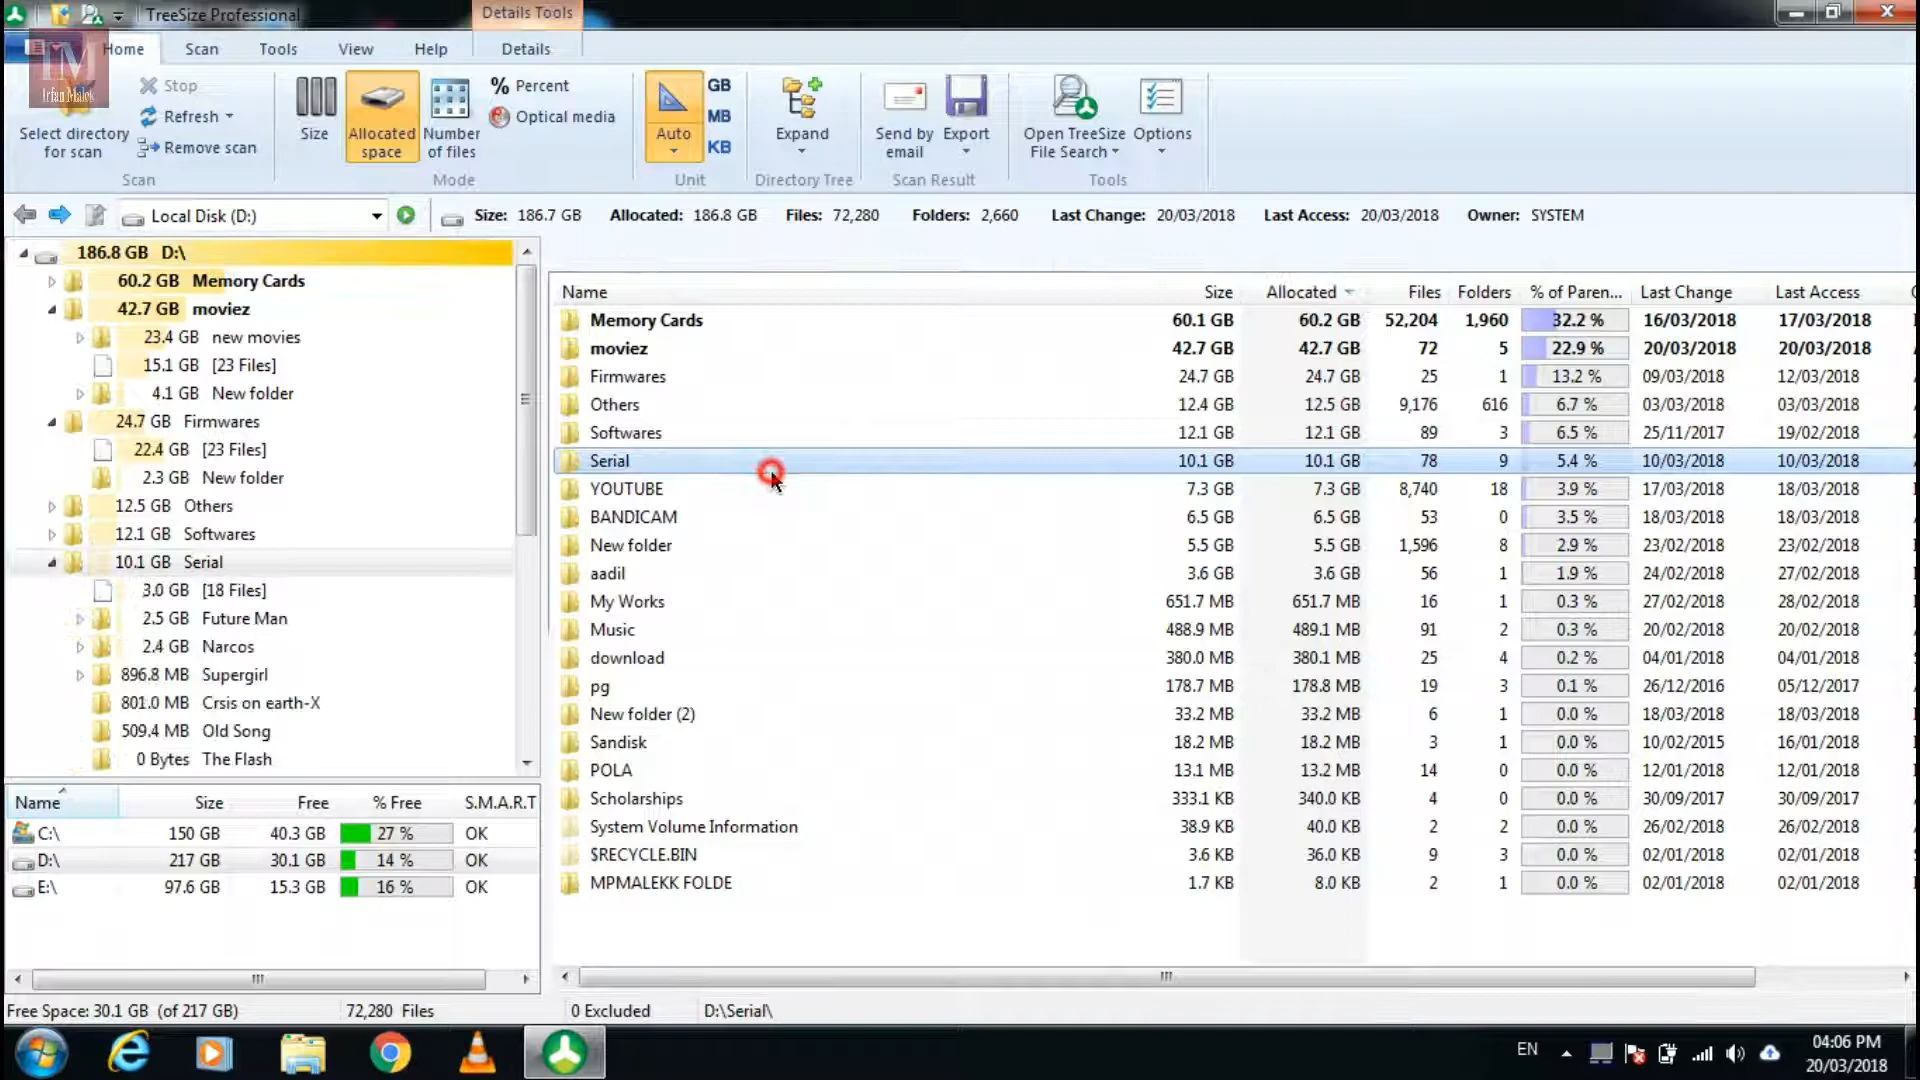 TreeSize Professional
Details Tools
IM
Irfan Malek
Home Scan Tools View Help Details
Select directory for scan
Stop
Refresh
Remove scan
Scan
Size
Allocated space
Number of files
% Percent
Optical media
Mode
Auto
GB
MB
KB
Unit
Expand
Directory Tree
Send by email
Export
Scan Result
Open TreeSize File Search
Options
Tools
Local Disk (D:)
Size: 186.7 GB Allocated: 186.8 GB Files: 72,280 Folders: 2,660 Last Change: 20/03/2018 Last Access: 20/03/2018 Owner: SYSTEM
186.8 GB D:\
60.2 GB Memory Cards
42.7 GB moviez
23.4 GB new movies
15.1 GB [23 Files]
4.1 GB New folder
24.7 GB Firmwares
22.4 GB [23 Files]
2.3 GB New folder
12.5 GB Others
12.1 GB Softwares
10.1 GB Serial
3.0 GB [18 Files]
2.5 GB Future Man
2.4 GB Narcos
896.8 MB Supergirl
801.0 MB Crsis on earth-X
509.4 MB Old Song
0 Bytes The Flash
Name Size Free % Free S.M.A.R.T
C:\ 150 GB 40.3 GB 27 % OK
D:\ 217 GB 30.1 GB 14 % OK
E:\ 97.6 GB 15.3 GB 16 % OK
Name Size Allocated Files Folders % of Paren... Last Change Last Access
Memory Cards 60.1 GB 60.2 GB 52,204 1,960 32.2 % 16/03/2018 17/03/2018
moviez 42.7 GB 42.7 GB 72 5 22.9 % 20/03/2018 20/03/2018
Firmwares 24.7 GB 24.7 GB 25 1 13.2 % 09/03/2018 12/03/2018
Others 12.4 GB 12.5 GB 9,176 616 6.7 % 03/03/2018 03/03/2018
Softwares 12.1 GB 12.1 GB 89 3 6.5 % 25/11/2017 19/02/2018
Serial 10.1 GB 10.1 GB 78 9 5.4 % 10/03/2018 10/03/2018
YOUTUBE 7.3 GB 7.3 GB 8,740 18 3.9 % 17/03/2018 18/03/2018
BANDICAM 6.5 GB 6.5 GB 53 0 3.5 % 18/03/2018 18/03/2018
New folder 5.5 GB 5.5 GB 1,596 8 2.9 % 23/02/2018 23/02/2018
aadil 3.6 GB 3.6 GB 56 1 1.9 % 24/02/2018 27/02/2018
My Works 651.7 MB 651.7 MB 16 1 0.3 % 27/02/2018 28/02/2018
Music 488.9 MB 489.1 MB 91 2 0.3 % 20/02/2018 20/02/2018
download 380.0 MB 380.1 MB 25 4 0.2 % 04/01/2018 04/01/2018
pg 178.7 MB 178.8 MB 19 3 0.1 % 26/12/2016 05/12/2017
New folder (2) 33.2 MB 33.2 MB 6 1 0.0 % 18/03/2018 18/03/2018
Sandisk 18.2 MB 18.2 MB 3 1 0.0 % 10/02/2015 16/01/2018
POLA 13.1 MB 13.2 MB 14 0 0.0 % 12/01/2018 12/01/2018
Scholarships 333.1 KB 340.0 KB 4 0 0.0 % 30/09/2017 30/09/2017
System Volume Information 38.9 KB 40.0 KB 2 2 0.0 % 26/02/2018 26/02/2018
$RECYCLE.BIN 3.6 KB 36.0 KB 9 3 0.0 % 02/01/2018 02/01/2018
MPMALEKK FOLDE 1.7 KB 8.0 KB 2 1 0.0 % 02/01/2018 02/01/2018
Free Space: 30.1 GB (of 217 GB) 72,280 Files 0 Excluded D:\Serial\
EN
04:06 PM
20/03/2018